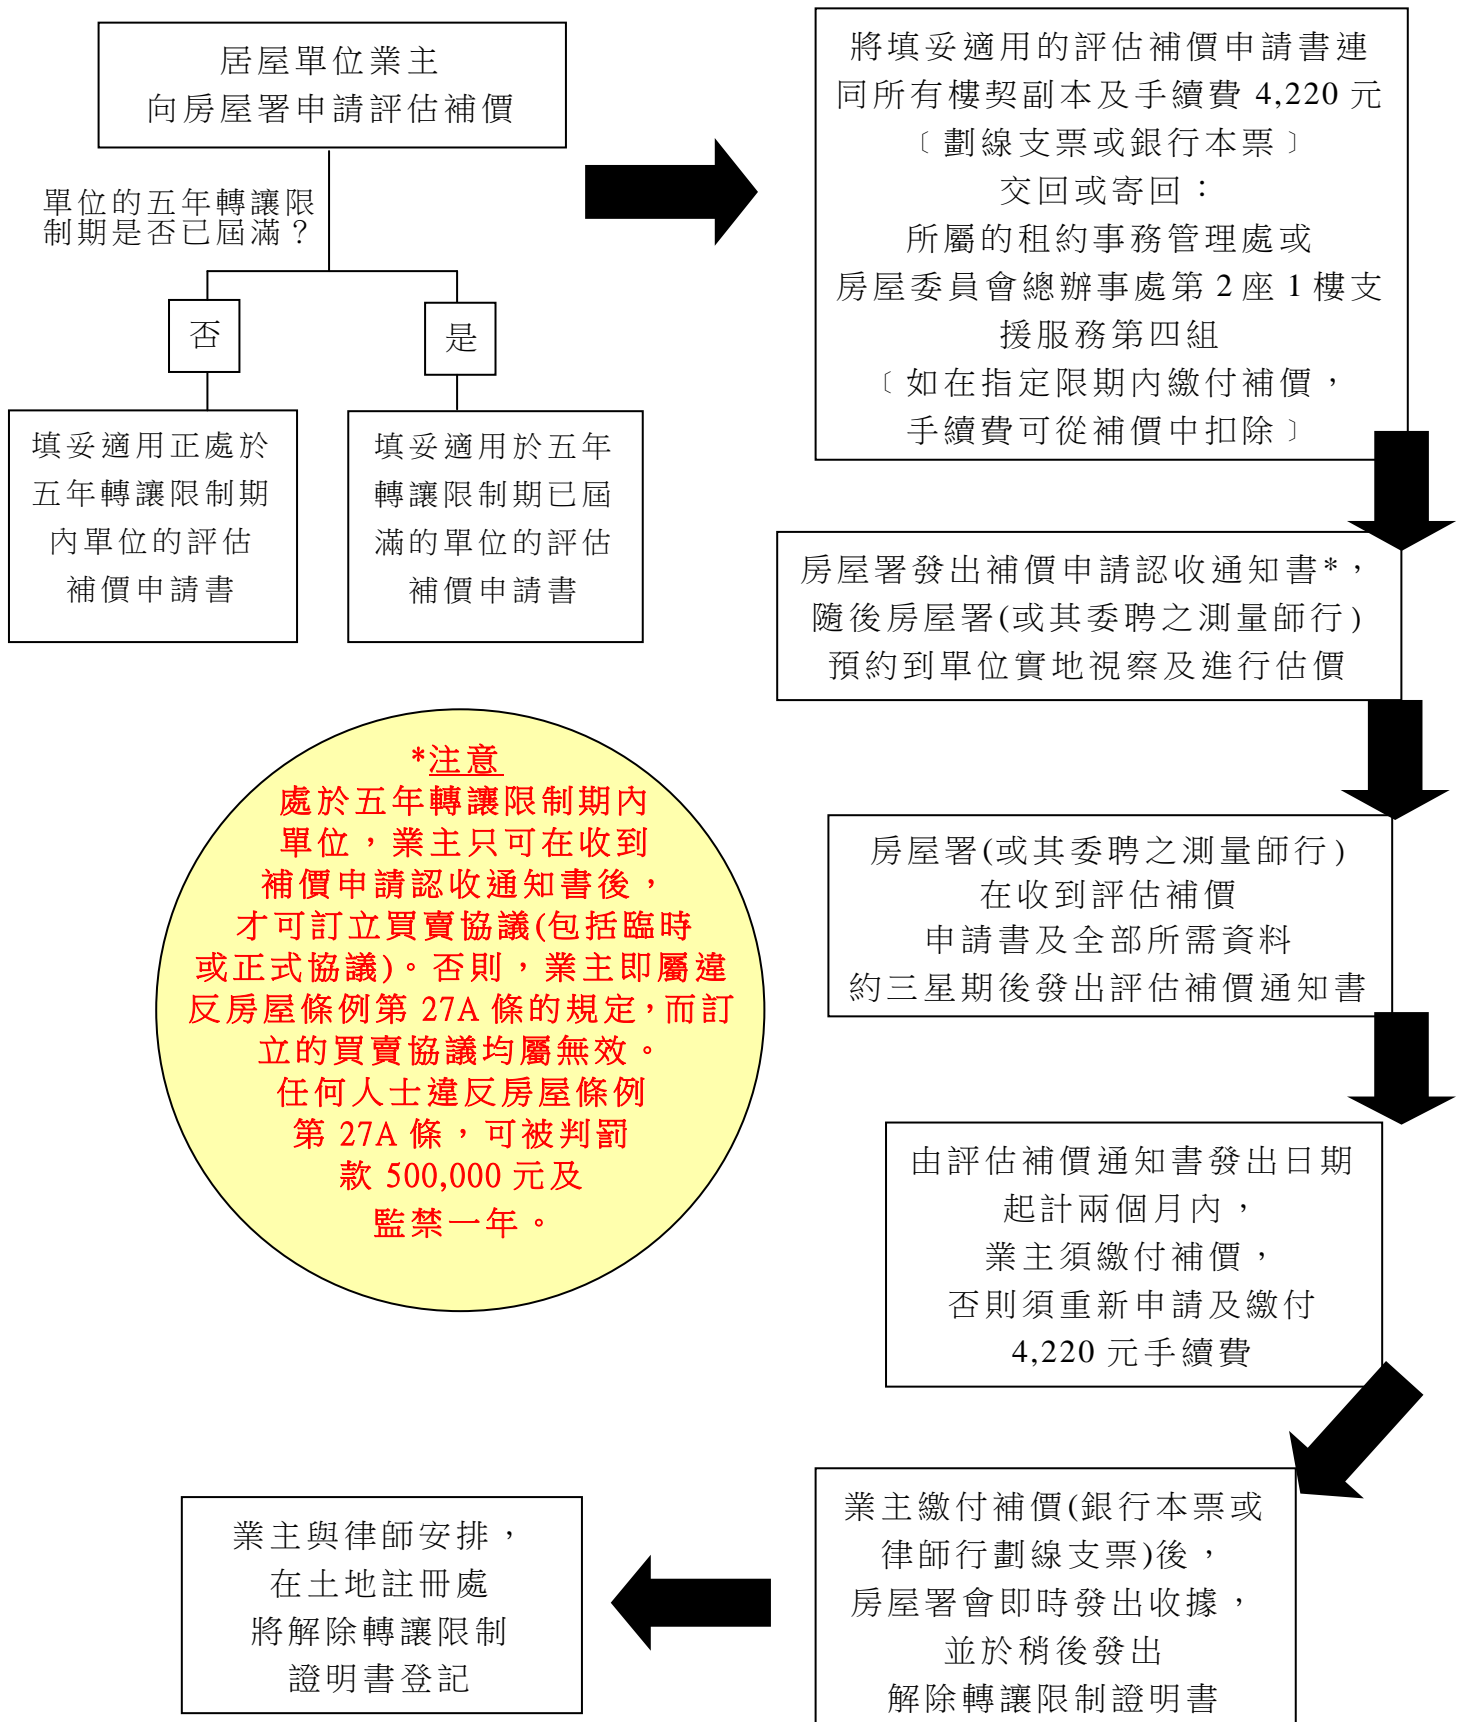 居屋單位業主
向房屋署申請評估補價
單位的五年轉讓限
制期是否已屆滿？
否
是
填妥適用正處於
五年轉讓限制期
內單位的評估
補價申請書
填妥適用於五年
轉讓限制期已屆
滿的單位的評估
補價申請書
將填妥適用的評估補價申請書連
同所有樓契副本及手續費 4,220 元
﹝劃線支票或銀行本票﹞
交回或寄回：
所屬的租約事務管理處或
房屋委員會總辦事處第 2 座 1 樓支
援服務第四組
﹝如在指定限期內繳付補價，
手續費可從補價中扣除﹞
房屋署發出補價申請認收通知書*，
隨後房屋署(或其委聘之測量師行)
預約到單位實地視察及進行估價
*注意
處於五年轉讓限制期內
單位，業主只可在收到
補價申請認收通知書後，
才可訂立買賣協議(包括臨時
或正式協議)。否則，業主即屬違
反房屋條例第 27A 條的規定，而訂
立的買賣協議均屬無效。
任何人士違反房屋條例
第 27A 條，可被判罰
款 500,000 元及
監禁一年。
房屋署(或其委聘之測量師行)
在收到評估補價
申請書及全部所需資料
約三星期後發出評估補價通知書
由評估補價通知書發出日期
起計兩個月內，
業主須繳付補價，
否則須重新申請及繳付
4,220 元手續費
業主繳付補價(銀行本票或
律師行劃線支票)後，
房屋署會即時發出收據，
並於稍後發出
解除轉讓限制證明書
業主與律師安排，
在土地註冊處
將解除轉讓限制
證明書登記